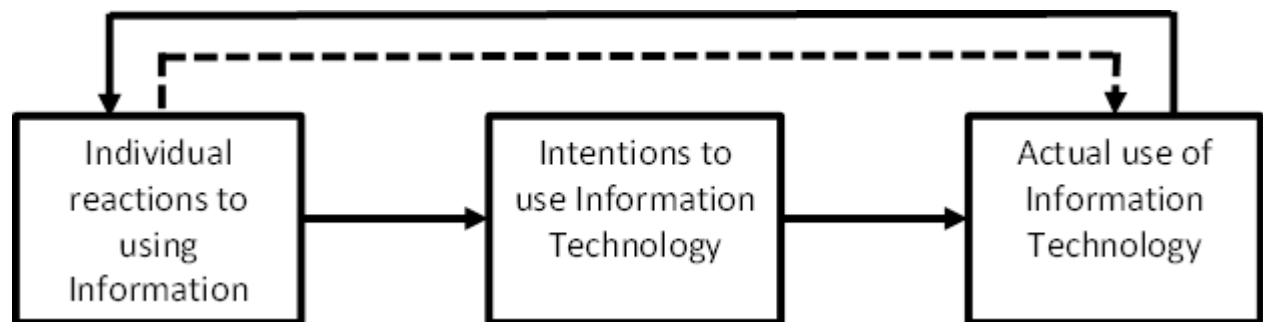 Individual
reactions to
using
Information
Intentions to
use Information
Technology
Actual use of
Information
Technology